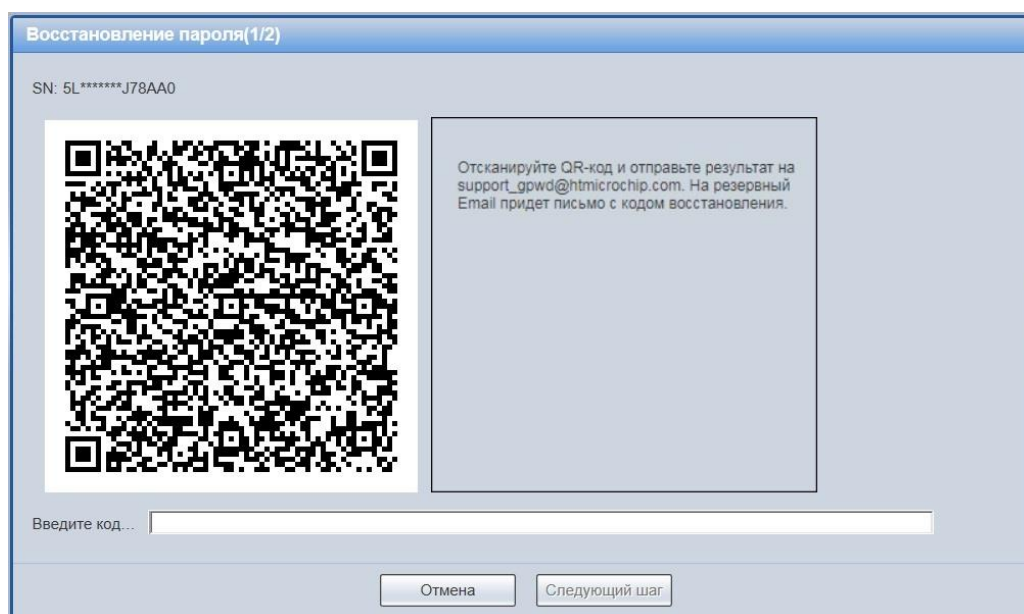 Восстановление пароля(1/2)
SN: 5L*******J78AA0
Отсканируйте QR-код и отправьте результат на
support_gpwd@htmicrochip.com. На резервный
Email придет письмо с кодом восстановления.
Введите код...
Отмена
Следующий шаг